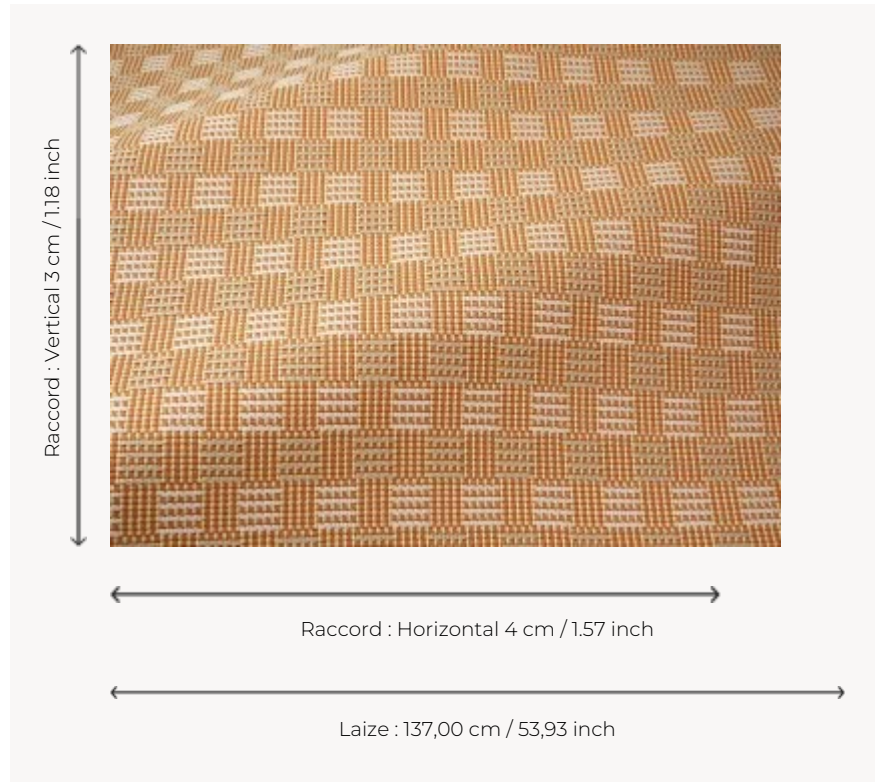 Raccord : Vertical 3 cm / 1.18 inch
Raccord : Horizontal 4 cm / 1.57 inch
Laize : 137,00 cm / 53,93 inch